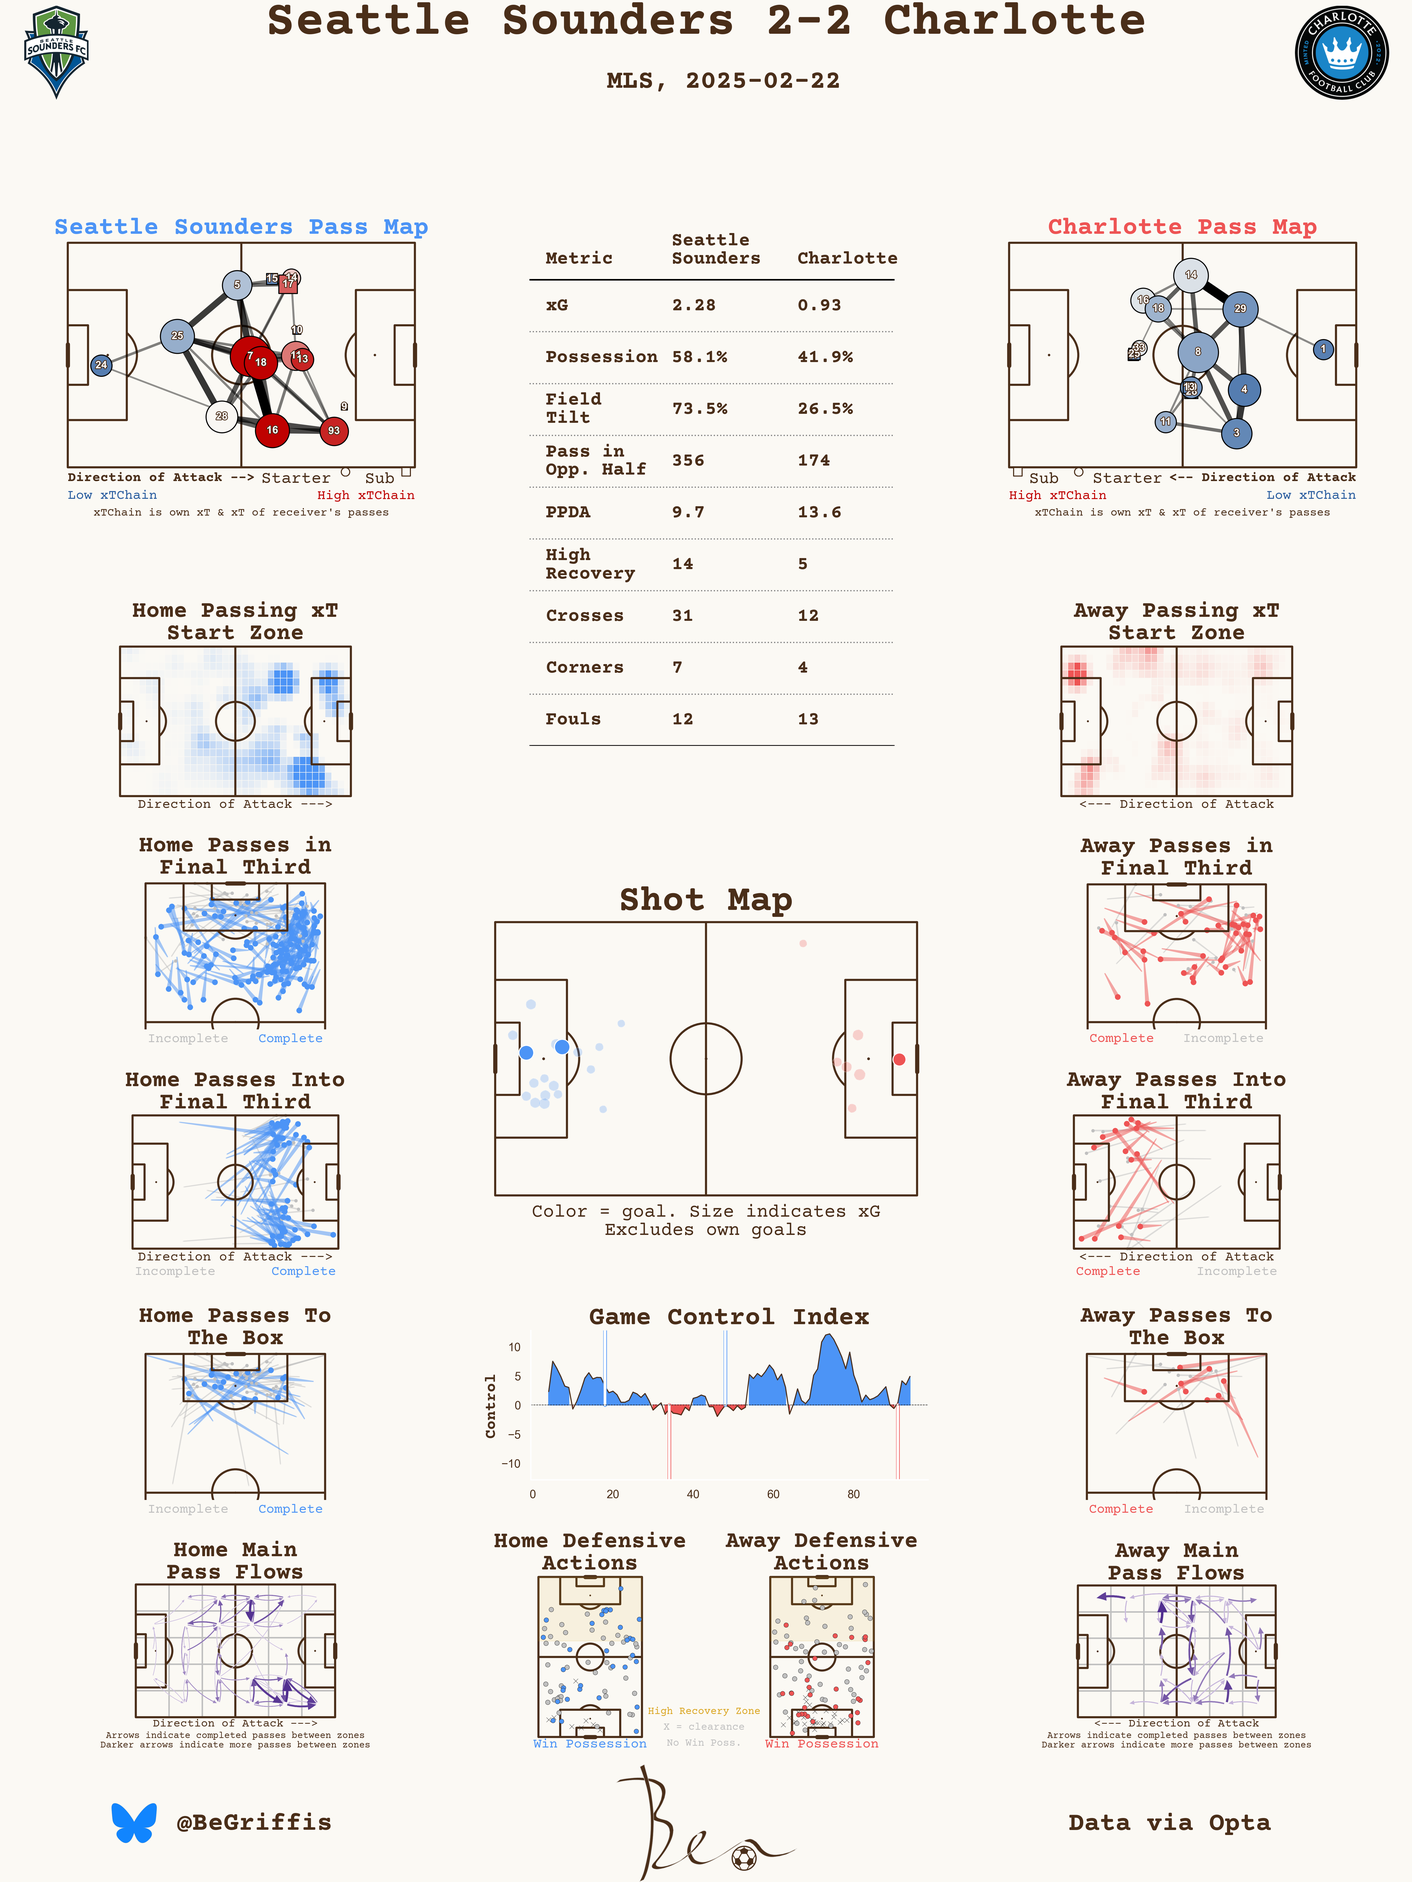 Seattle Sounders 2-2 Charlotte
MLS, 2025-02-22
SEATTLE
SOUNDERS FC
CHARLOTTE
MINTED
2022
FOOTBALL CLUB
Seattle Sounders Pass Map
5
15
14
17
25
10
7
18
13
24
28
16
93
9
Direction of Attack --> Starter Sub
Low xTChain High xTChain
xTChain is own xT & xT of receiver's passes
Metric Seattle Sounders Charlotte
xG 2.28 0.93
Possession 58.1% 41.9%
Field Tilt 73.5% 26.5%
Pass in Opp. Half 356 174
PPDA 9.7 13.6
High Recovery 14 5
Crosses 31 12
Corners 7 4
Fouls 12 13
Charlotte Pass Map
14
16
18
29
33
25
8
1
13
4
11
3
Sub Starter <-- Direction of Attack
High xTChain Low xTChain
xTChain is own xT & xT of receiver's passes
Home Passing xT
Start Zone
Direction of Attack --->
Away Passing xT
Start Zone
<--- Direction of Attack
Home Passes in
Final Third
Incomplete Complete
Away Passes in
Final Third
Complete Incomplete
Shot Map
Color = goal. Size indicates xG
Excludes own goals
Home Passes Into
Final Third
Direction of Attack --->
Incomplete Complete
Away Passes Into
Final Third
<--- Direction of Attack
Complete Incomplete
Home Passes To
The Box
Incomplete Complete
Game Control Index
Control
10
5
0
−5
−10
0 20 40 60 80
Away Passes To
The Box
Complete Incomplete
Home Main
Pass Flows
Direction of Attack --->
Arrows indicate completed passes between zones
Darker arrows indicate more passes between zones
Home Defensive
Actions
Win Possession
Away Defensive
Actions
Win Possession
High Recovery Zone
X = clearance
No Win Poss.
Away Main
Pass Flows
<--- Direction of Attack
Arrows indicate completed passes between zones
Darker arrows indicate more passes between zones
@BeGriffis
Ben
Data via Opta